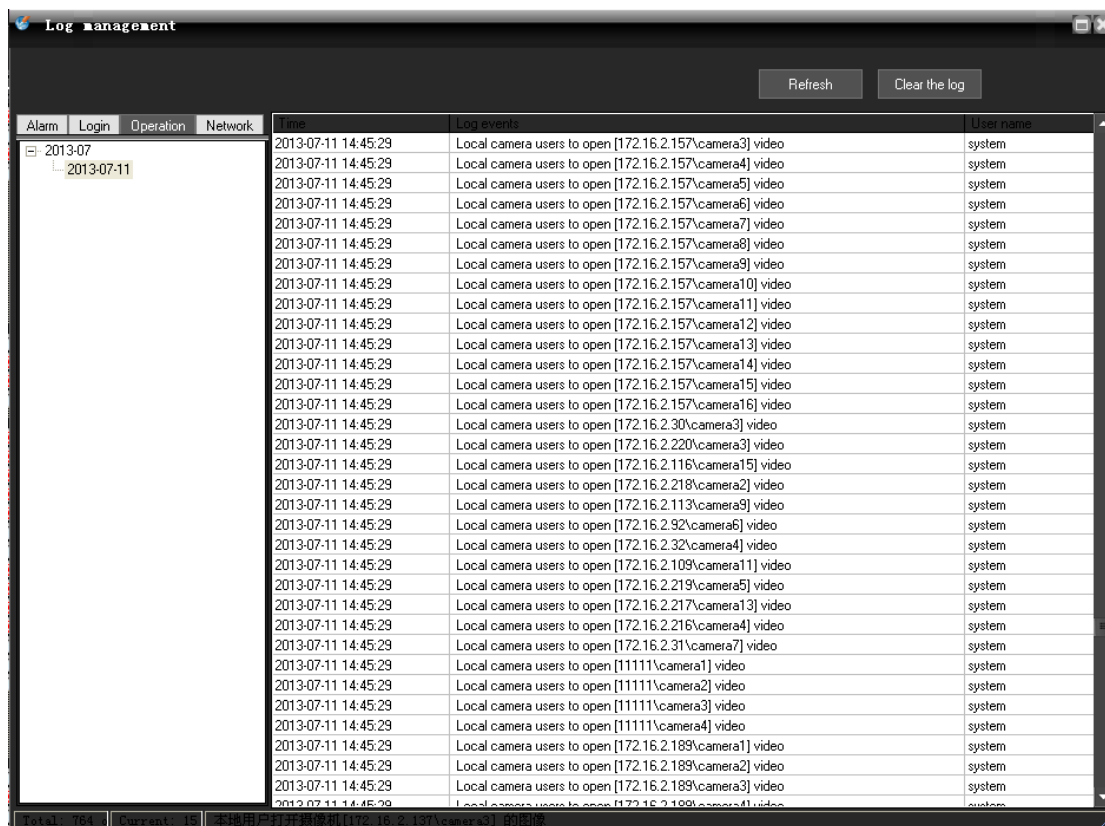 Log management
Refresh
Clear the log
Alarm
Login
Operation
Network
Time
Log events
User name
2013-07
2013-07-11
2013-07-11 14:45:29 Local camera users to open [172.16.2.157\camera3] video system
2013-07-11 14:45:29 Local camera users to open [172.16.2.157\camera4] video system
2013-07-11 14:45:29 Local camera users to open [172.16.2.157\camera5] video system
2013-07-11 14:45:29 Local camera users to open [172.16.2.157\camera6] video system
2013-07-11 14:45:29 Local camera users to open [172.16.2.157\camera7] video system
2013-07-11 14:45:29 Local camera users to open [172.16.2.157\camera8] video system
2013-07-11 14:45:29 Local camera users to open [172.16.2.157\camera9] video system
2013-07-11 14:45:29 Local camera users to open [172.16.2.157\camera10] video system
2013-07-11 14:45:29 Local camera users to open [172.16.2.157\camera11] video system
2013-07-11 14:45:29 Local camera users to open [172.16.2.157\camera12] video system
2013-07-11 14:45:29 Local camera users to open [172.16.2.157\camera13] video system
2013-07-11 14:45:29 Local camera users to open [172.16.2.157\camera14] video system
2013-07-11 14:45:29 Local camera users to open [172.16.2.157\camera15] video system
2013-07-11 14:45:29 Local camera users to open [172.16.2.157\camera16] video system
2013-07-11 14:45:29 Local camera users to open [172.16.2.30\camera3] video system
2013-07-11 14:45:29 Local camera users to open [172.16.2.220\camera3] video system
2013-07-11 14:45:29 Local camera users to open [172.16.2.116\camera15] video system
2013-07-11 14:45:29 Local camera users to open [172.16.2.218\camera2] video system
2013-07-11 14:45:29 Local camera users to open [172.16.2.113\camera9] video system
2013-07-11 14:45:29 Local camera users to open [172.16.2.92\camera6] video system
2013-07-11 14:45:29 Local camera users to open [172.16.2.32\camera4] video system
2013-07-11 14:45:29 Local camera users to open [172.16.2.109\camera11] video system
2013-07-11 14:45:29 Local camera users to open [172.16.2.219\camera5] video system
2013-07-11 14:45:29 Local camera users to open [172.16.2.217\camera13] video system
2013-07-11 14:45:29 Local camera users to open [172.16.2.216\camera4] video system
2013-07-11 14:45:29 Local camera users to open [172.16.2.31\camera7] video system
2013-07-11 14:45:29 Local camera users to open [11111\camera1] video system
2013-07-11 14:45:29 Local camera users to open [11111\camera2] video system
2013-07-11 14:45:29 Local camera users to open [11111\camera3] video system
2013-07-11 14:45:29 Local camera users to open [11111\camera4] video system
2013-07-11 14:45:29 Local camera users to open [172.16.2.189\camera1] video system
2013-07-11 14:45:29 Local camera users to open [172.16.2.189\camera2] video system
2013-07-11 14:45:29 Local camera users to open [172.16.2.189\camera3] video system
2013-07-11 14:45:29 Local camera users to open [172.16.2.189\camera4] video system
Total: 764 Current: 15 本地用户打开摄像机[172.16.2.137\camera3] 的图像